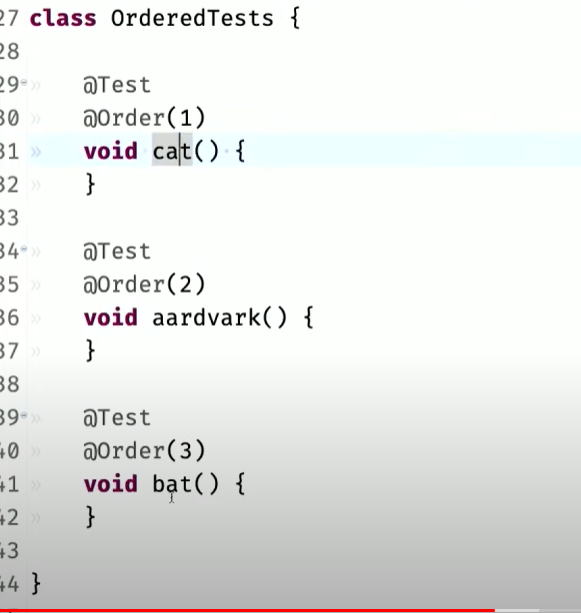 27 class OrderedTests {
28
29 @Test
30 @Order(1)
31 void cat() {
32 }
33
34 @Test
35 @Order(2)
36 void aardvark() {
37 }
38
39 @Test
40 @Order(3)
41 void bat() {
42 }
43
44 }